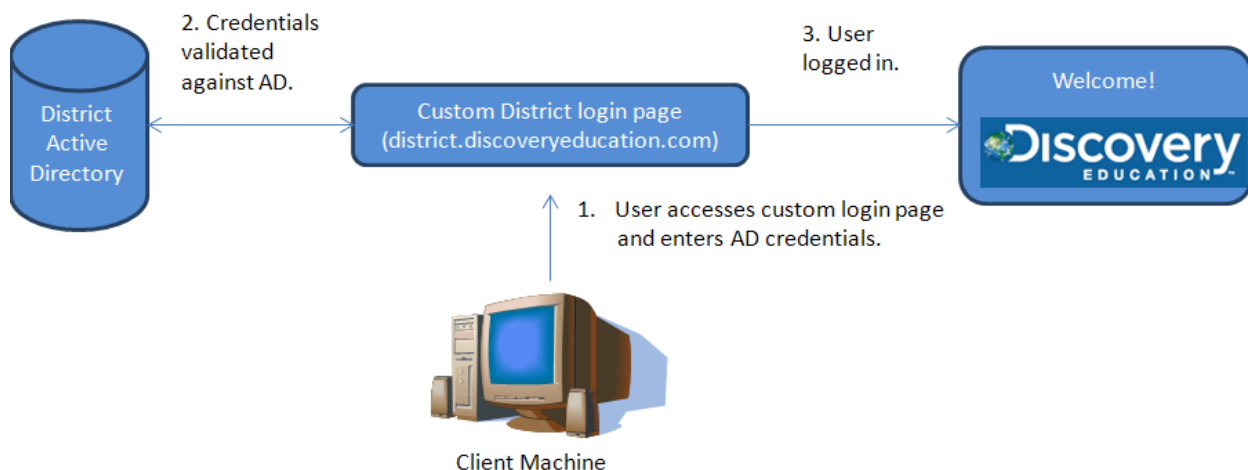 2. Credentials
validated
against AD.
3. User
logged in.
District
Active
Directory
Custom District login page
(district.discoveryeducation.com)
Welcome!
Discovery
EDUCATION™
1. User accesses custom login page
and enters AD credentials.
Client Machine